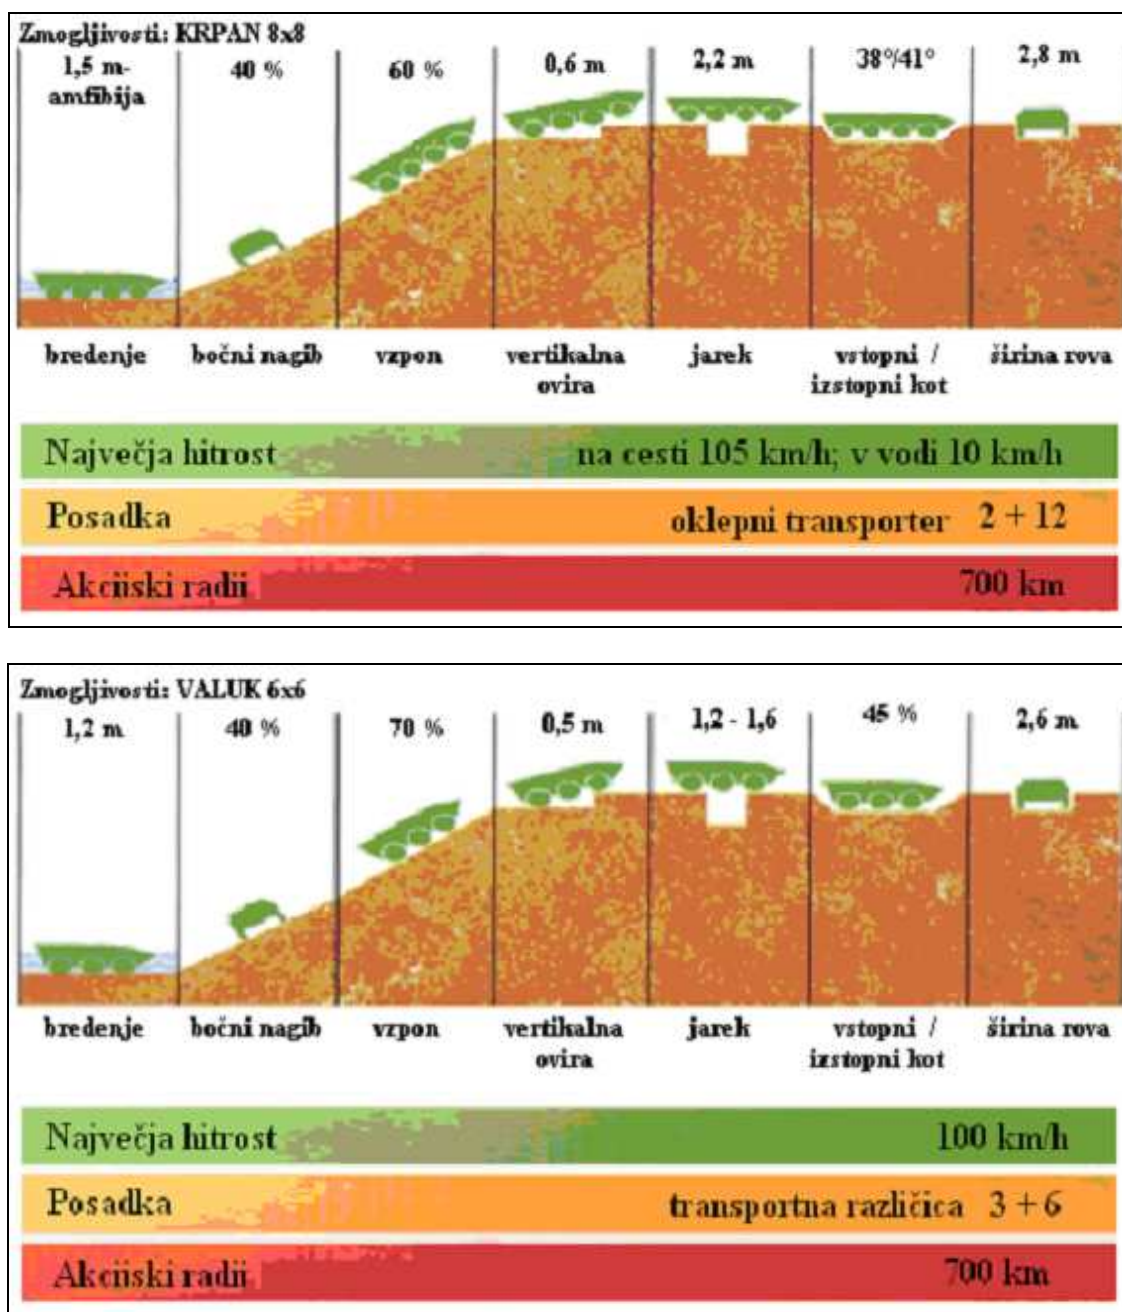 Zmogljivosti: KRPAN 8x8
1,5 m- 40 % 60 % 0,6 m 2,2 m 38°/41° 2,8 m
amfibija
bredenje bočni nagib vzpon vertikalna jarek vstopni / širina rova
ovira izstopni kot
Največja hitrost na cesti 105 km/h; v vodi 10 km/h
Posadka oklepni transporter 2 + 12
Akcijski radij 700 km
Zmogljivosti: VALUK 6x6
1,2 m 40 % 70 % 0,5 m 1,2 - 1,6 45 % 2,6 m
bredenje bočni nagib vzpon vertikalna jarek vstopni / širina rova
ovira izstopni kot
Največja hitrost 100 km/h
Posadka transportna različica 3 + 6
Akcijski radij 700 km